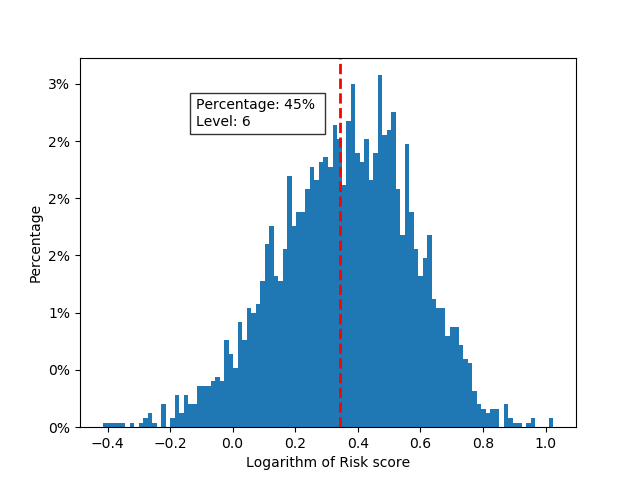 3%
2%
2%
2%
1%
0%
0%
Percentage
Percentage: 45%
Level: 6
−0.4 −0.2 0.0 0.2 0.4 0.6 0.8 1.0
Logarithm of Risk score